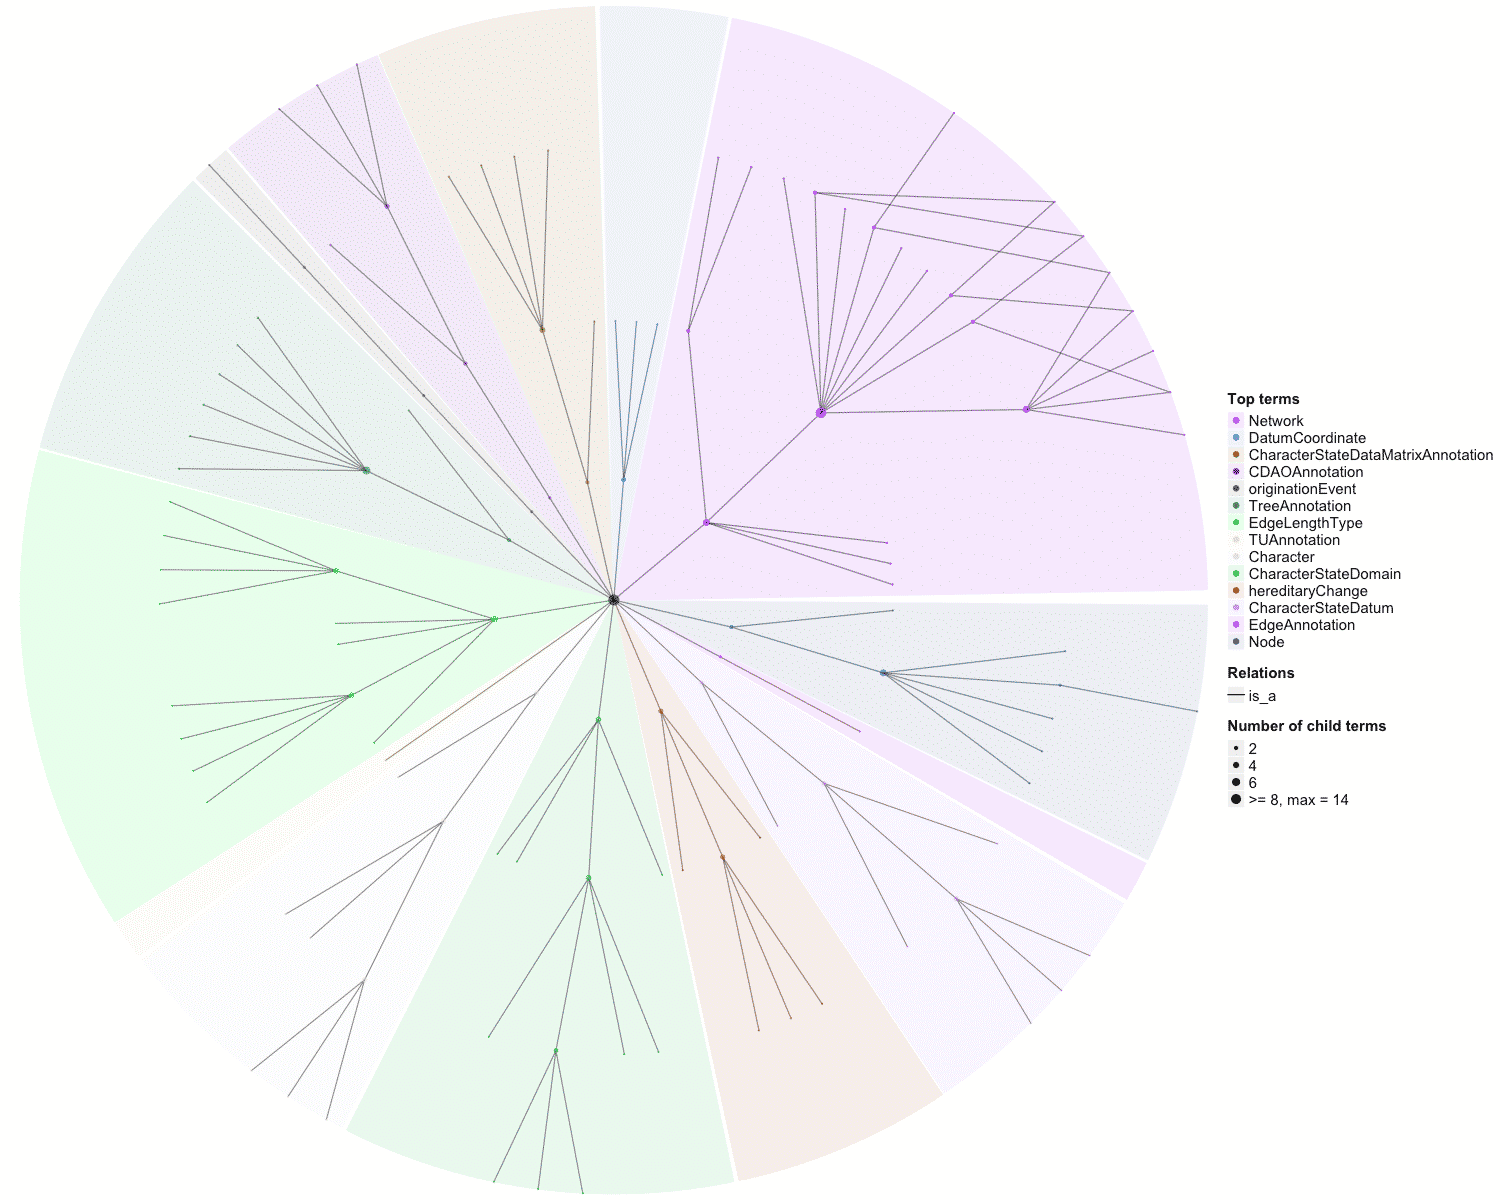 Top terms
Network
DatumCoordinate
CharacterStateDataMatrixAnnotation
CDAOAnnotation
originationEvent
TreeAnnotation
EdgeLengthType
TUAnnotation
Character
CharacterStateDomain
hereditaryChange
CharacterStateDatum
EdgeAnnotation
Node
Relations
is_a
Number of child terms
2
4
6
>= 8, max = 14